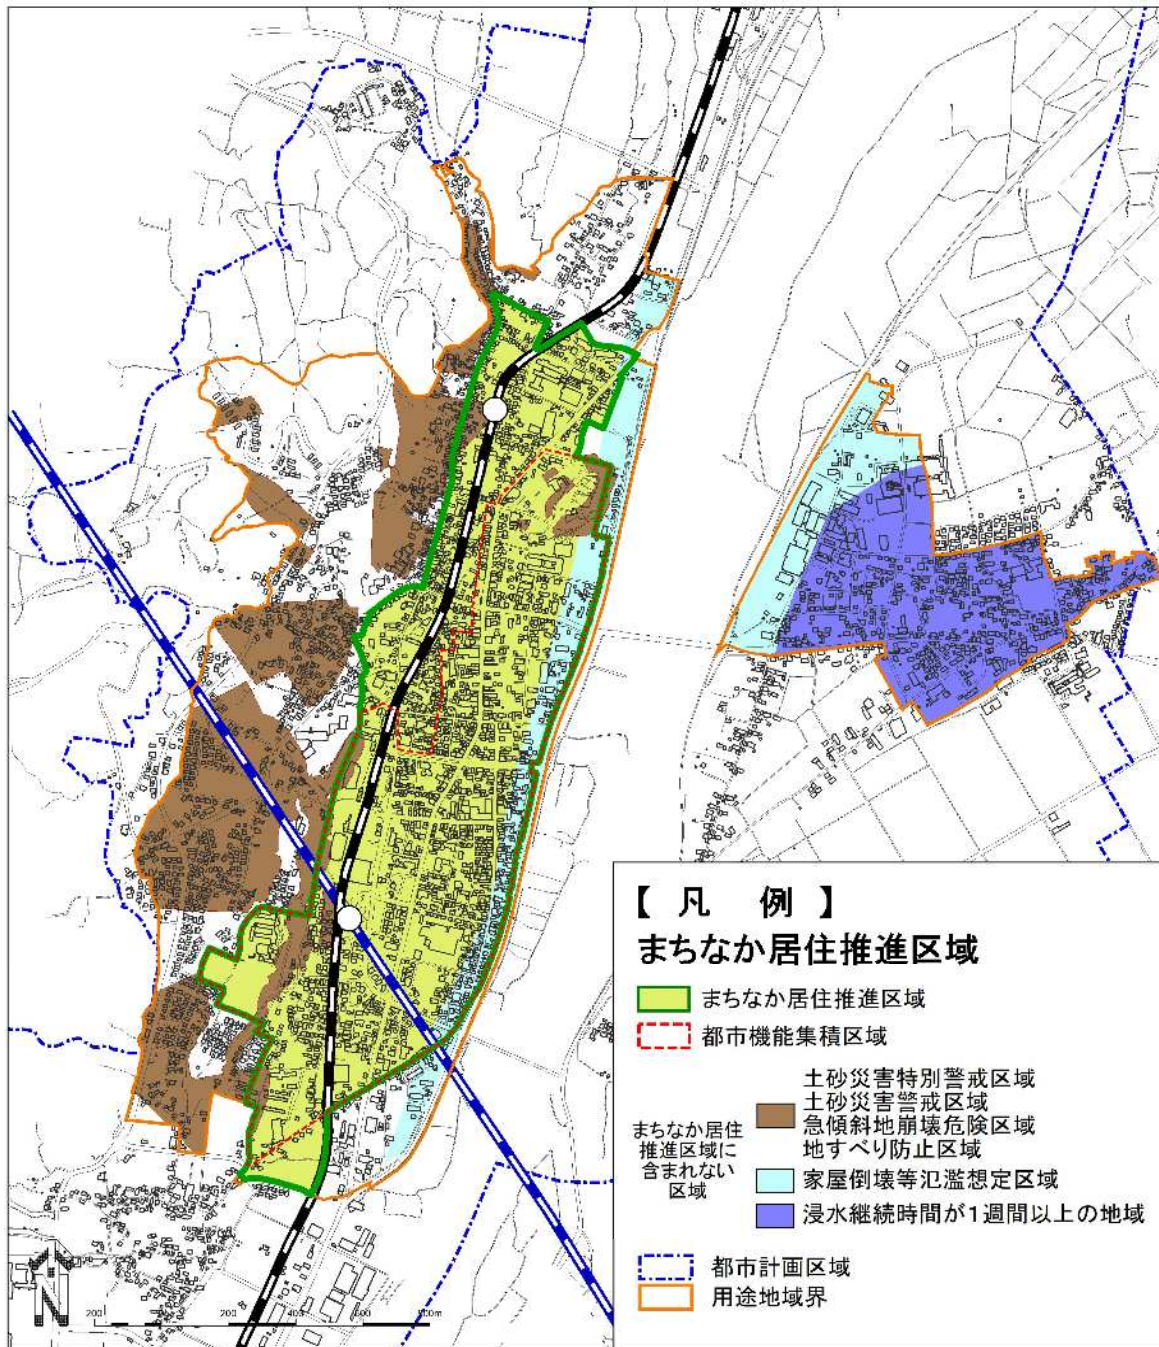 【 凡 例 】
まちなか居住推進区域
まちなか居住推進区域
都市機能集積区域
まちなか居住
推進区域に
含まれない
区域
土砂災害特別警戒区域
土砂災害警戒区域
急傾斜地崩壊危険区域
地すべり防止区域
家屋倒壊等氾濫想定区域
浸水継続時間が1週間以上の地域
都市計画区域
用途地域界
N
200 200 400